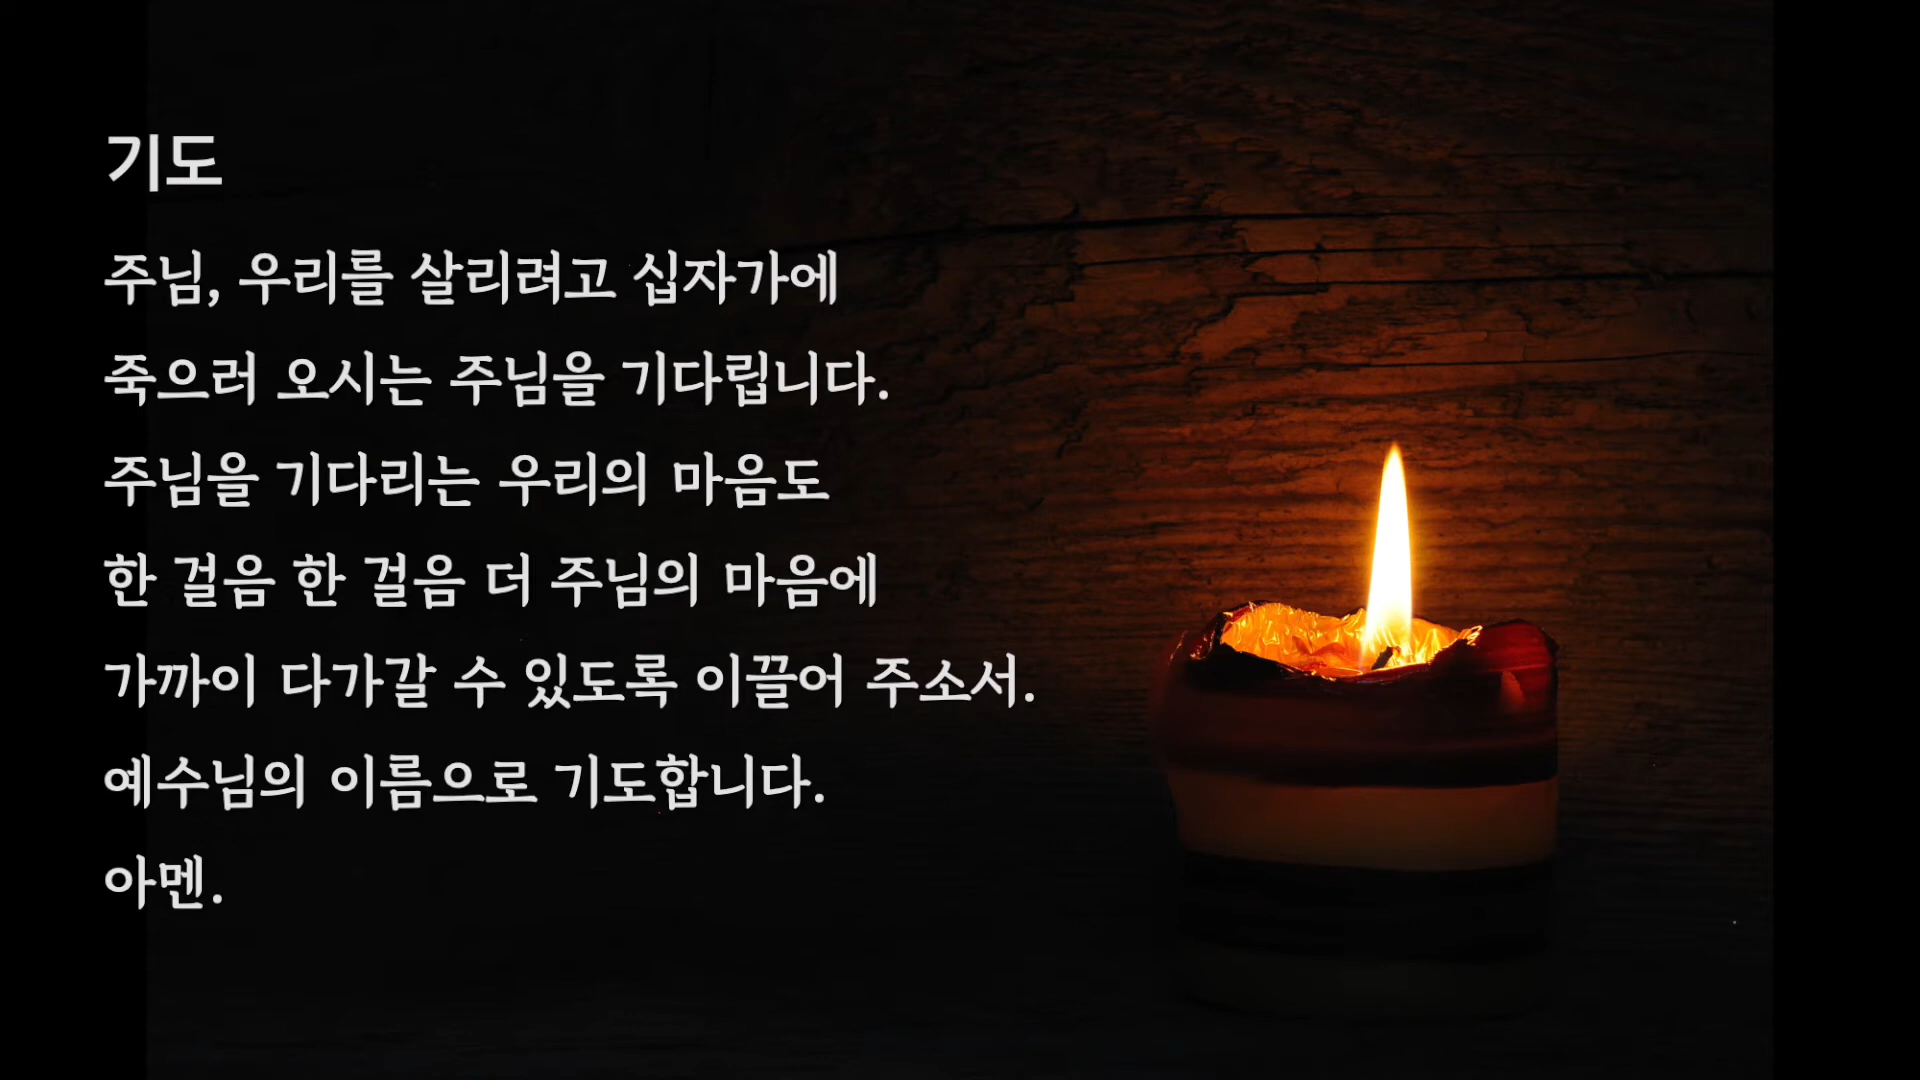 기도
주님, 우리를 살리려고 십자가에
죽으러 오시는 주님을 기다립니다.
주님을 기다리는 우리의 마음도
한 걸음 한 걸음 더 주님의 마음에
가까이 다가갈 수 있도록 이끌어 주소서.
예수님의 이름으로 기도합니다.
아멘.